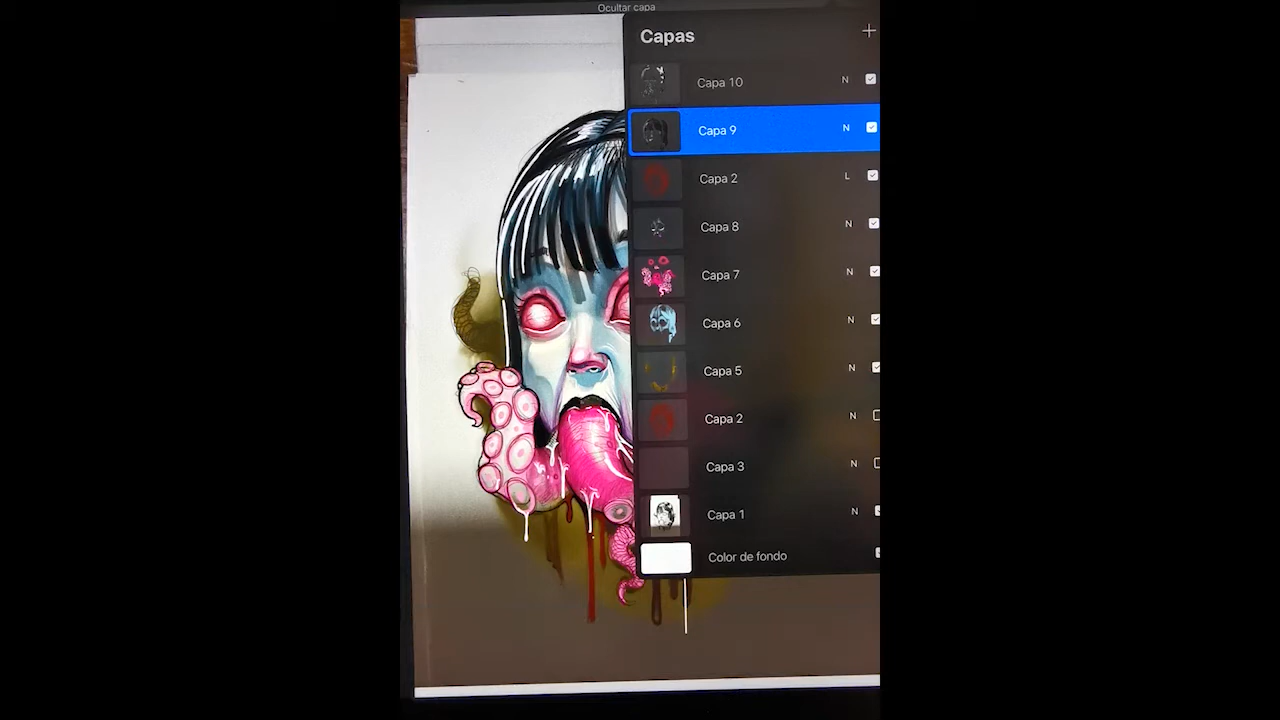 Ocultar capa
Capas
Capa 10 N
Capa 9 N
Capa 2 L
Capa 8 N
Capa 7 N
Capa 6 N
Capa 5 N
Capa 2 N
Capa 3 N
Capa 1 N
Color de fondo